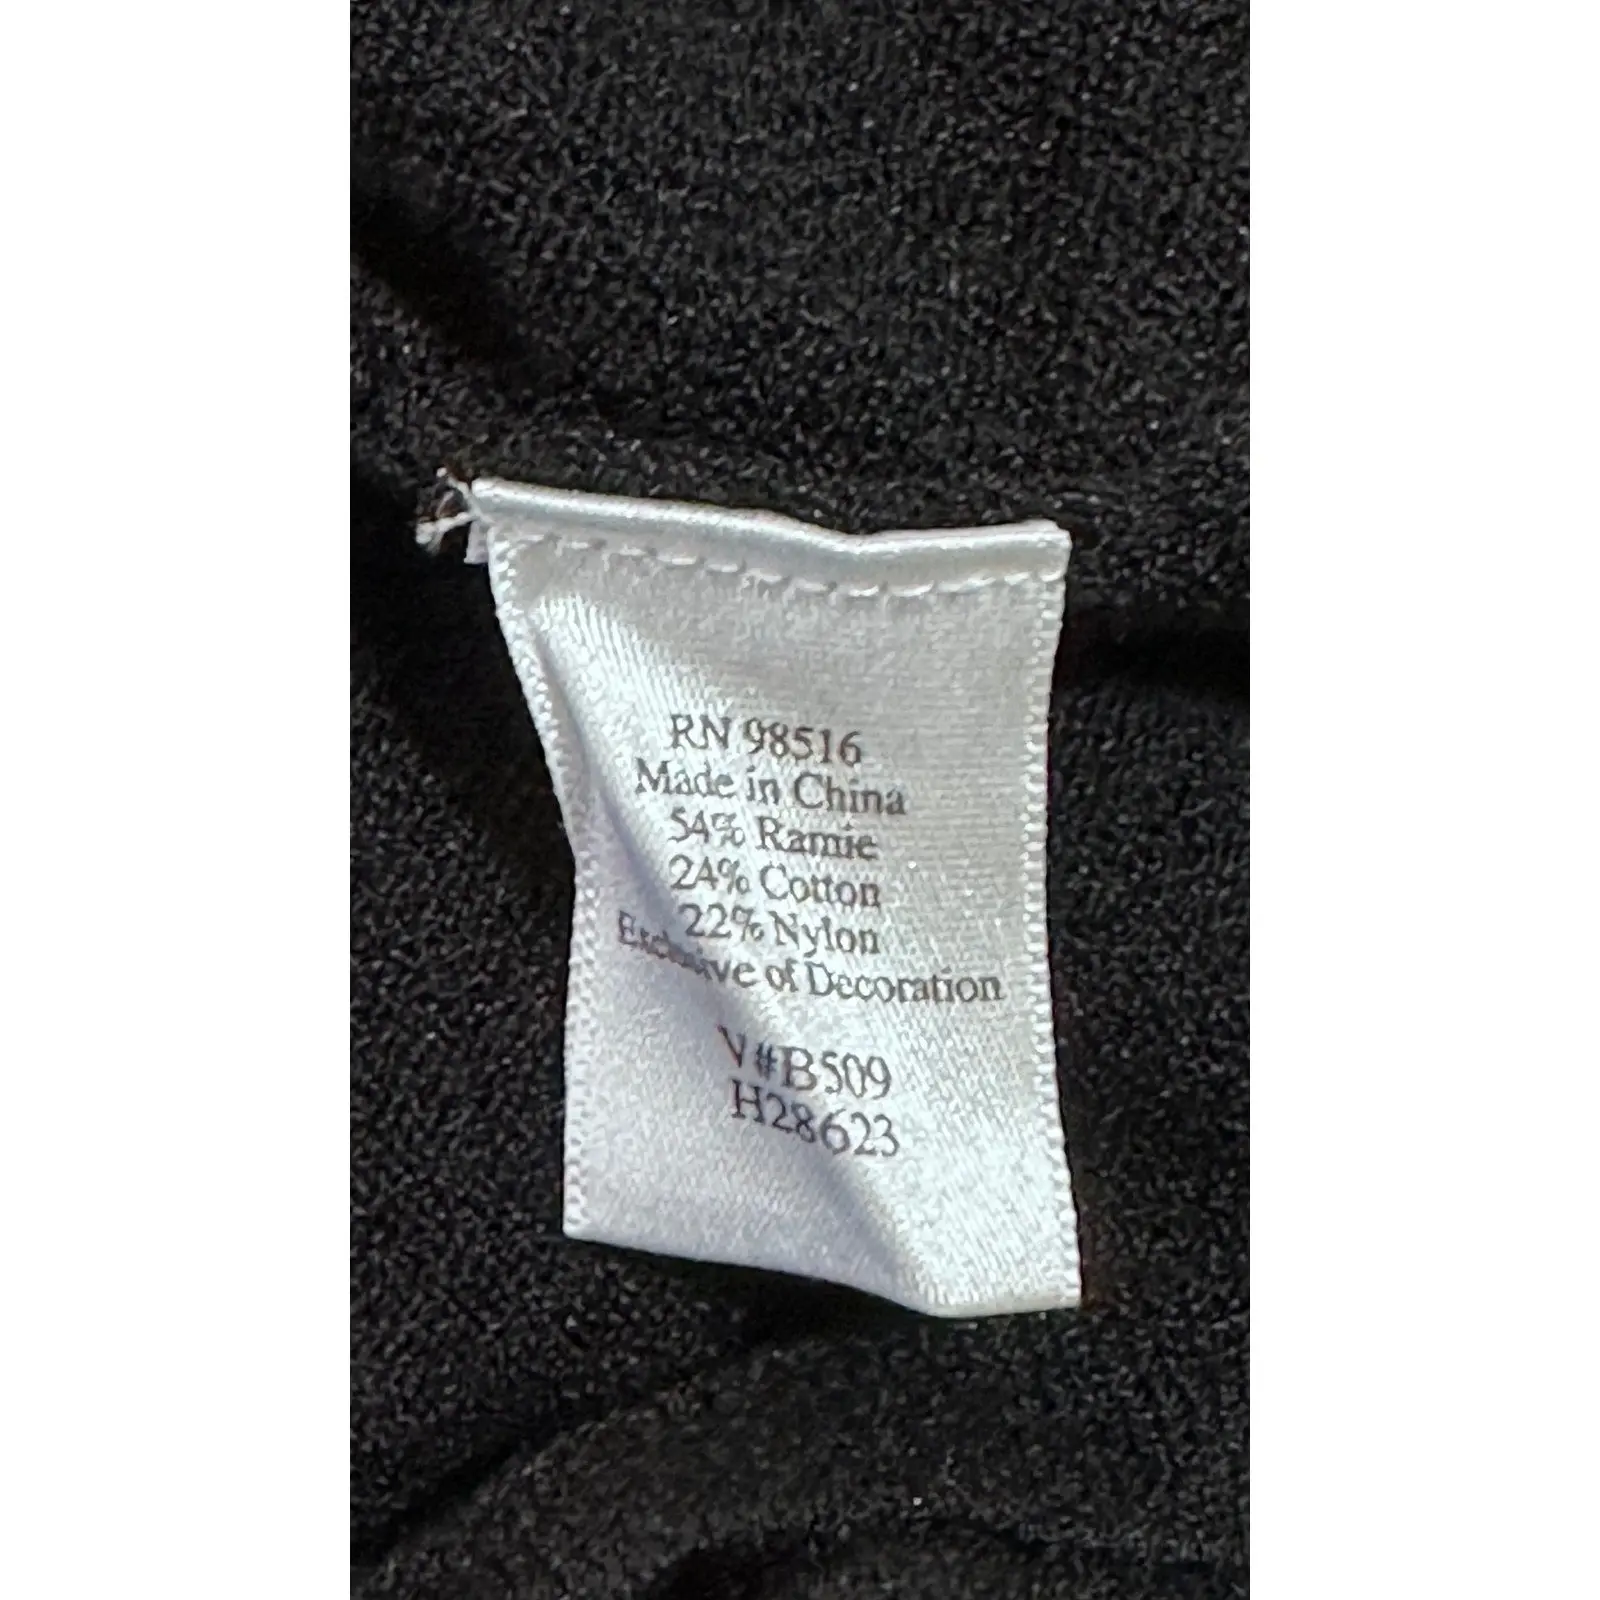 RN 98516
Made in China
54% Ramie
24% Cotton
22% Nylon
Exclusive of Decoration
V#B509
H28623